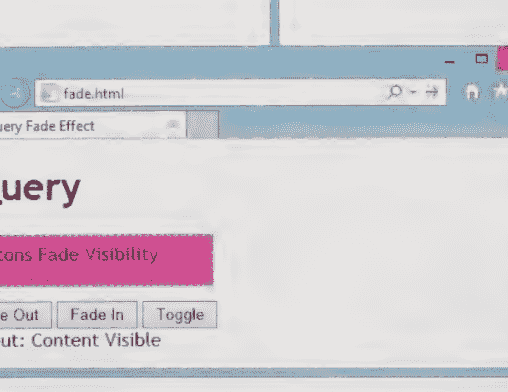 fade.html
uery Fade Effect
uery
tons Fade Visibility
e Out Fade In Toggle
ut: Content Visible